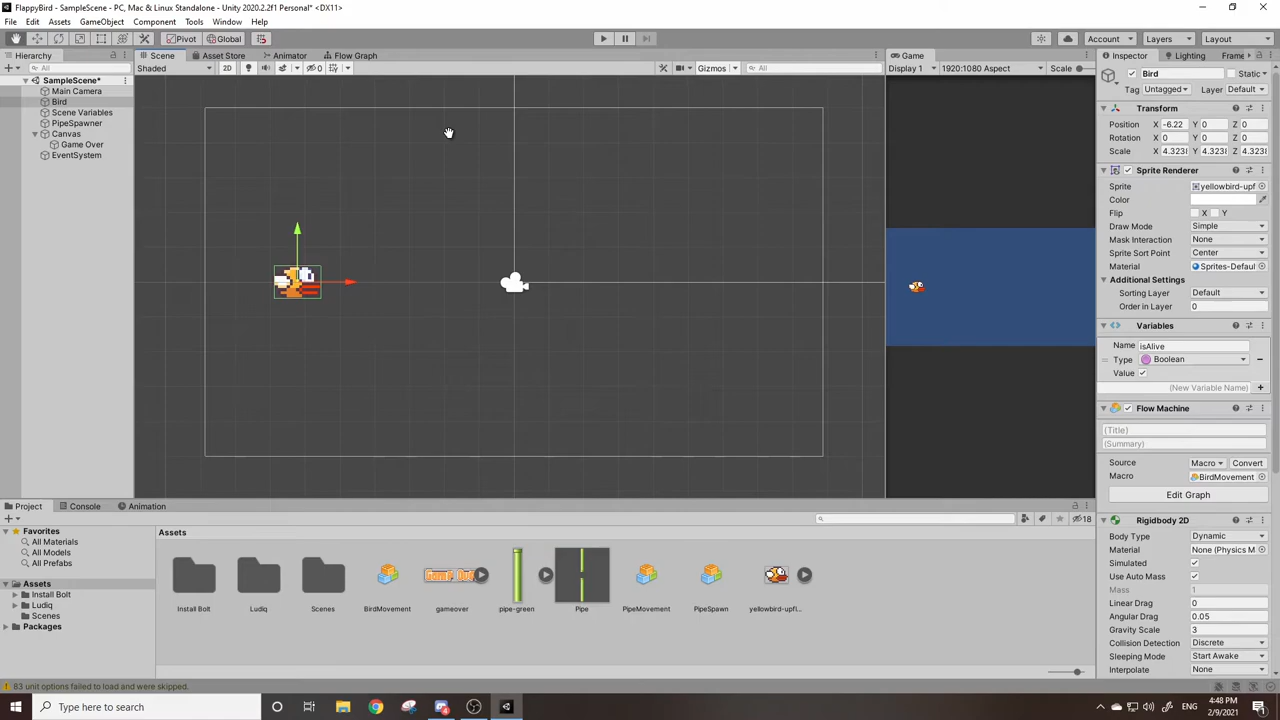 FlappyBird - SampleScene - PC, Mac & Linux Standalone - Unity 2020.2.2f1 Personal* <DX11>
File Edit Assets GameObject Component Tools Window Help
Pivot Global Account Layers Layout
Hierarchy
All
SampleScene*
Main Camera
Bird
Scene Variables
PipeSpawner
Canvas
Game Over
EventSystem
Scene Asset Store Animator Flow Graph
Shaded 2D 0 Gizmos All
Game
Display 1 1920:1080 Aspect Scale
Inspector Lighting Frame
Bird Static
Tag Untagged Layer Default
Transform
Position X -6.22 Y 0 Z 0
Rotation X 0 Y 0 Z 0
Scale X 4.3238 Y 4.3238 Z 4.3238
Sprite Renderer
Sprite yellowbird-upf
Color
Flip X Y
Draw Mode Simple
Mask Interaction None
Sprite Sort Point Center
Material Sprites-Defaul
Additional Settings
Sorting Layer Default
Order in Layer 0
Variables
Name isAlive
Type Boolean
Value
(New Variable Name)
Flow Machine
(Title)
(Summary)
Source Macro Convert
Macro BirdMovement
Edit Graph
Rigidbody 2D
Body Type Dynamic
Material None (Physics M
Simulated
Use Auto Mass
Mass 1
Linear Drag 0
Angular Drag 0.05
Gravity Scale 3
Collision Detection Discrete
Sleeping Mode Start Awake
Interpolate None
Project Console Animation
18
Favorites
All Materials
All Models
All Prefabs
Assets
Install Bolt
Ludiq
Scenes
Packages
Assets
Install Bolt Ludiq Scenes BirdMovement gameover pipe-green Pipe PipeMovement PipeSpawn yellowbird-upfl...
83 unit options failed to load and were skipped.
Type here to search
4:48 PM
2/9/2021